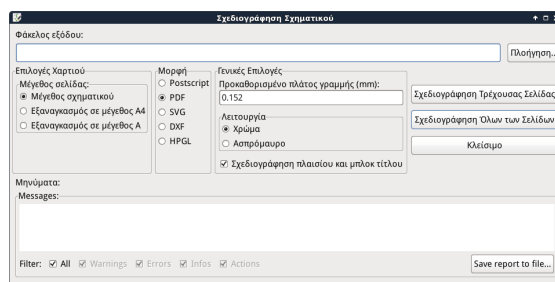 Σχεδιογράφηση Σχηματικού
Φάκελος εξόδου:
Πλοήγηση...
Επιλογές Χαρτιού
Μέγεθος σελίδας:
Μέγεθος σχηματικού
Εξαναγκασμός σε μέγεθος A4
Εξαναγκασμός σε μέγεθος A
Μορφή
Postscript
PDF
SVG
DXF
HPGL
Γενικές Επιλογές
Προκαθορισμένο πλάτος γραμμής (mm):
0.152
Λειτουργία
Χρώμα
Ασπρόμαυρο
Σχεδιογράφηση πλαισίου και μπλοκ τίτλου
Σχεδιογράφηση Τρέχουσας Σελίδας
Σχεδιογράφηση Όλων των Σελίδων
Κλείσιμο
Μηνύματα:
Messages:
Filter: All Warnings Errors Infos Actions
Save report to file...